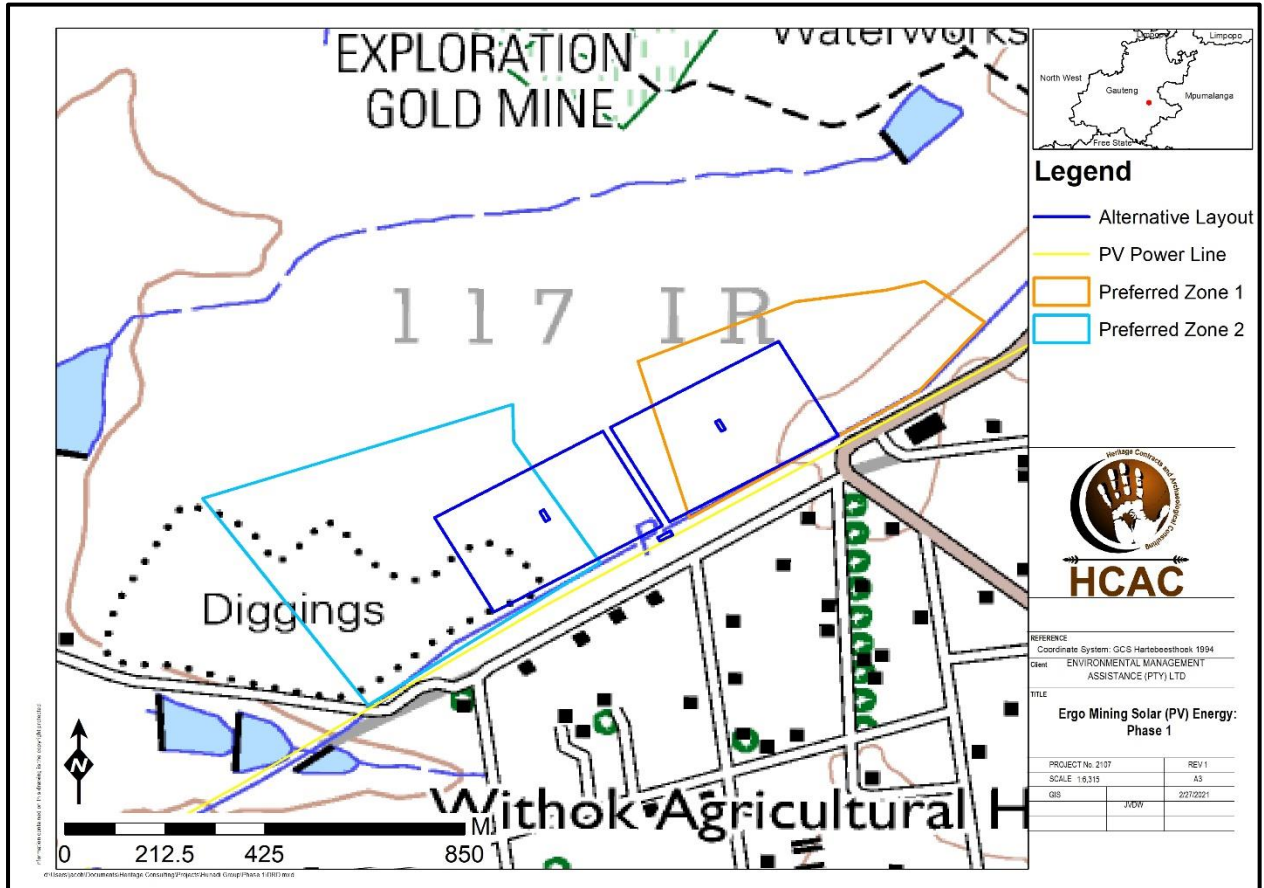 EXPLORATION
GOLD MINE
Waterworks
117 IR
P
Diggings
Withok Agricultural H
N
M
0 212.5 425 850
Limpopo
North West
Gauteng
Mpumalanga
Free State
Legend
Alternative Layout
PV Power Line
Preferred Zone 1
Preferred Zone 2
Heritage Contracts and Archaeological Consulting
HCAC
REFERENCE
Coordinate System: GCS Hartebeesthoek 1994
Client ENVIRONMENTAL MANAGEMENT
ASSISTANCE (PTY) LTD
TITLE
Ergo Mining Solar (PV) Energy:
Phase 1
PROJECT No. 2107 REV 1
SCALE 1:6,315 A3
GIS JVDW 2/27/2021